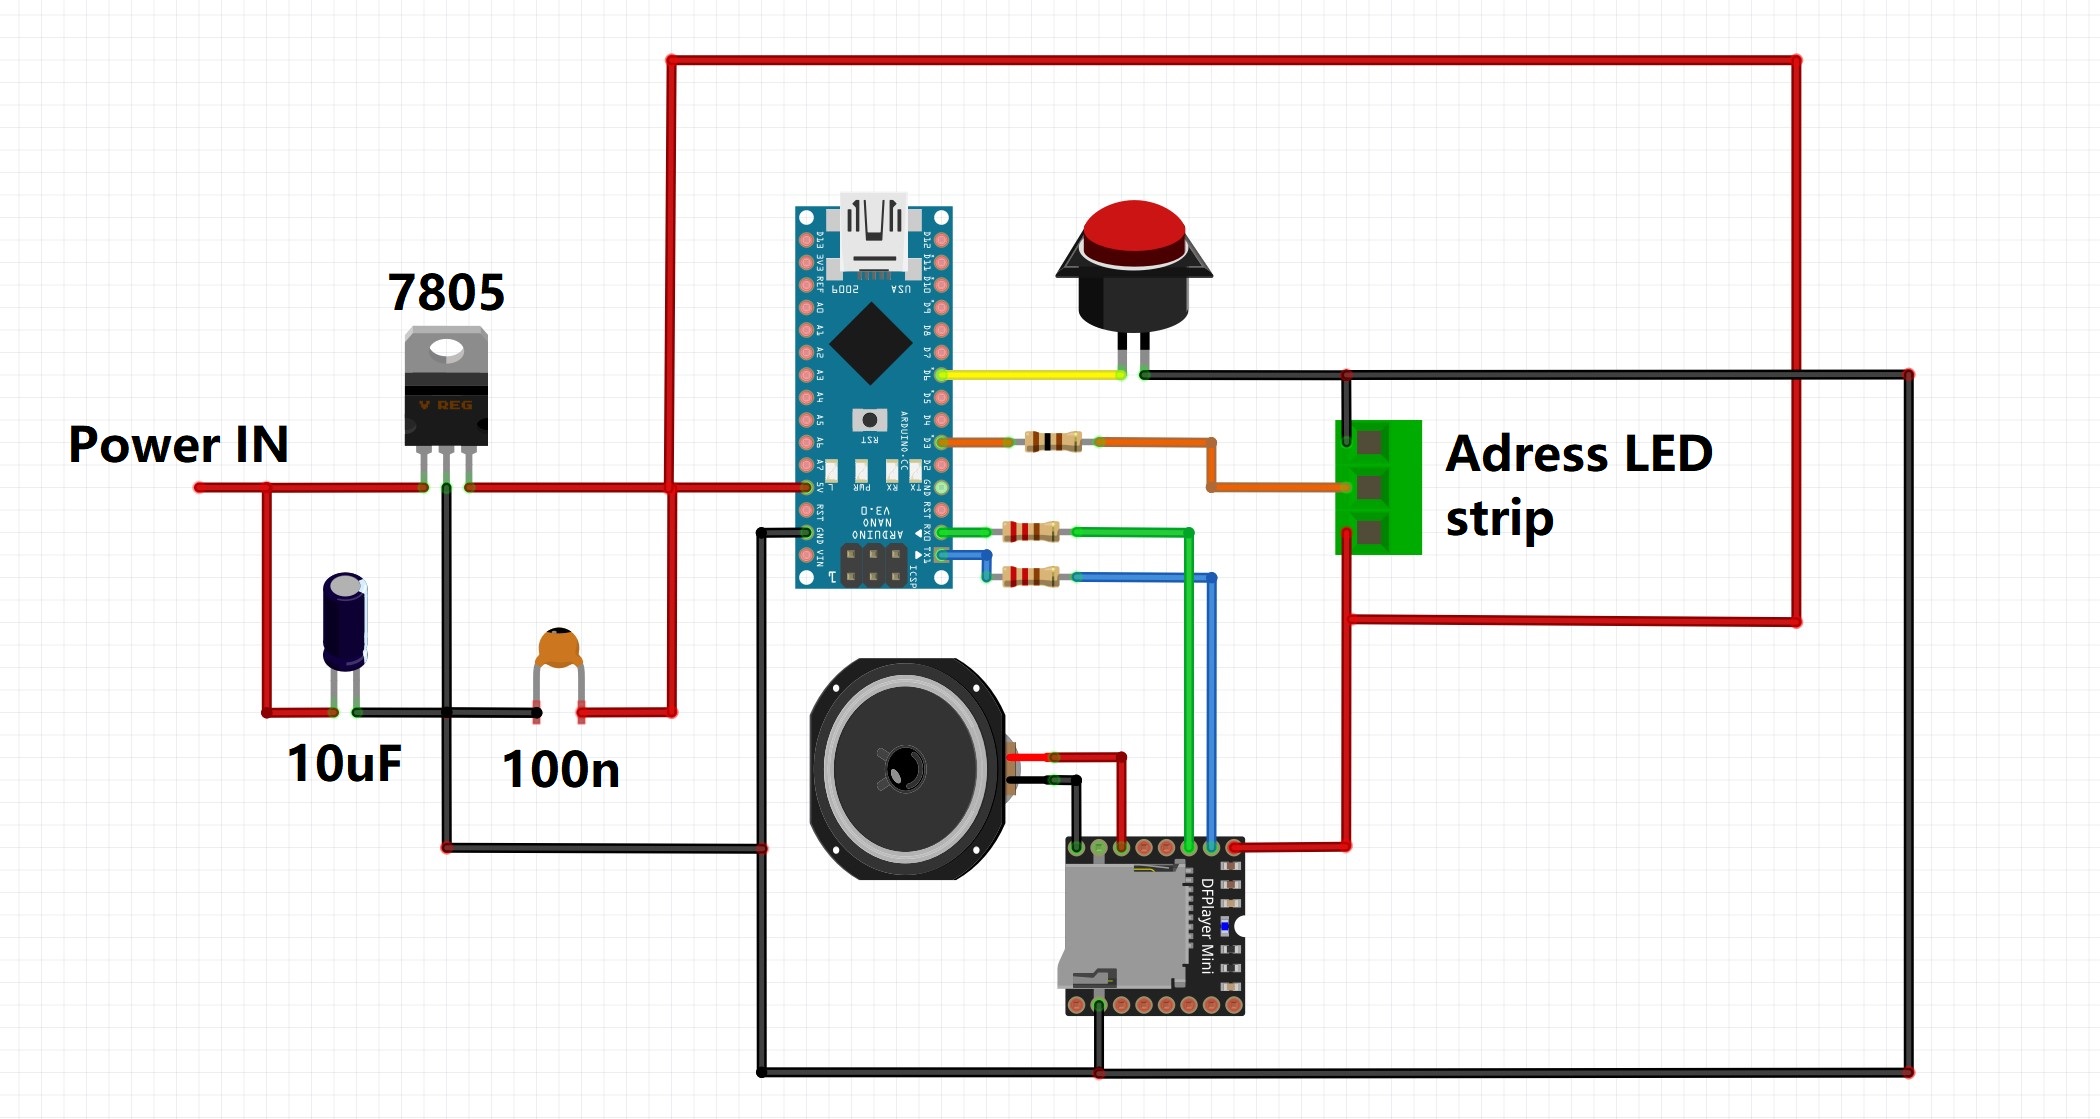 7805
V REG
Power IN
10uF
100n
D13
3V3
REF
A0
A1
A2
A3
A4
A5
A6
A7
5V
RST
GND
VIN
D12
D11
D10
D9
D8
D7
D6
D5
D4
D3
D2
GND
RST
RX0
TX1
USA
2009
ARDUINO.CC
RST
TX
RX
PWR
L
ARDUINO
NANO
V3.0
ICSP
1
Adress LED
strip
DFPlayer Mini